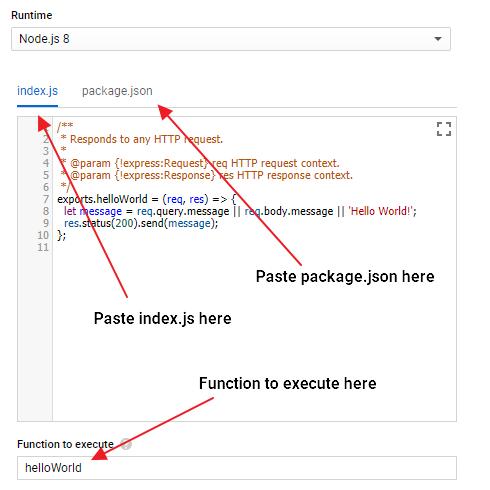 Runtime
Node.js 8
index.js package.json
1 /**
2 * Responds to any HTTP request.
3 *
4 * @param {!express:Request} req HTTP request context.
5 * @param {!express:Response} res HTTP response context.
6 */
7 exports.helloWorld = (req, res) => {
8 let message = req.query.message || req.body.message || 'Hello World!';
9 res.status(200).send(message);
10 };
11
Paste package.json here
Paste index.js here
Function to execute here
Function to execute ?
helloWorld